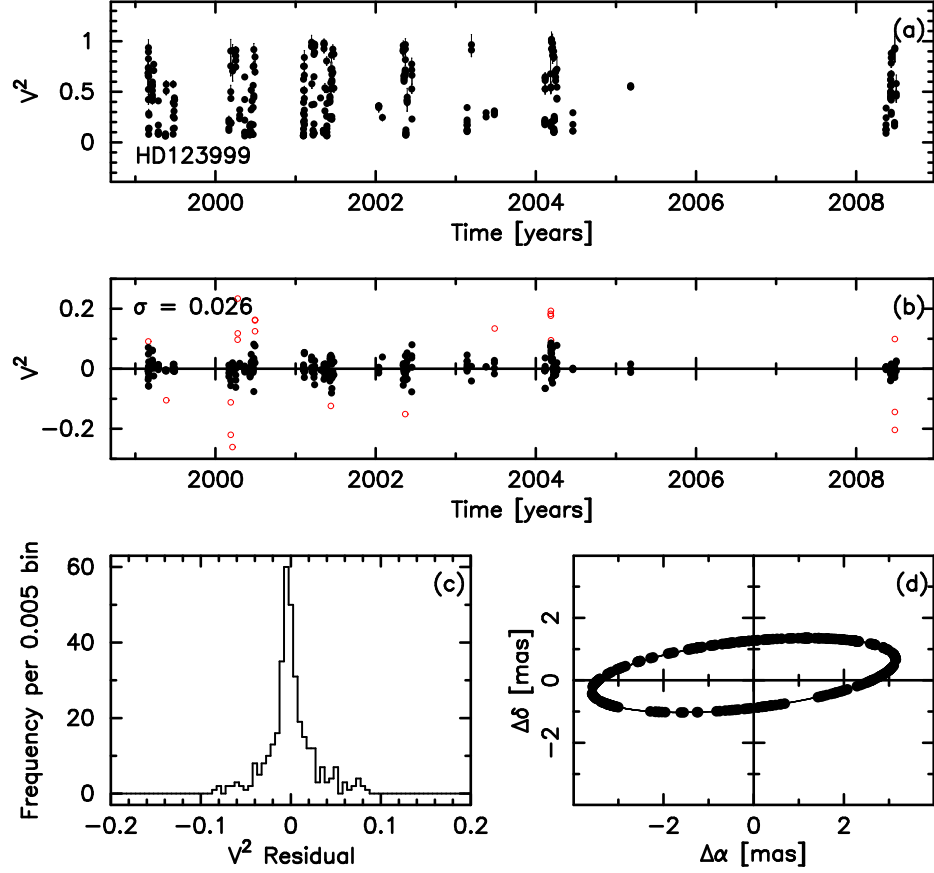 (a)
1
0.5
0
V²
HD123999
2000 2002 2004 2006 2008
Time [years]
σ = 0.026
(b)
0.2
0
−0.2
V²
2000 2002 2004 2006 2008
Time [years]
(c)
60
40
20
0
Frequency per 0.005 bin
−0.2 −0.1 0 0.1 0.2
V² Residual
(d)
2
0
−2
Δδ [mas]
−2 0 2
Δα [mas]